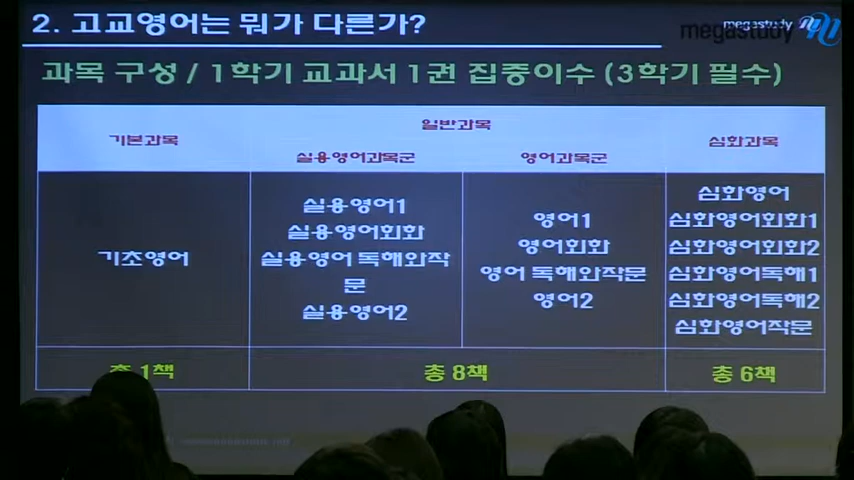 2. 고교영어는 뭐가 다른가?
megastudy
megastudy
과목 구성 / 1학기 교과서 1권 집중이수 (3학기 필수)
기본과목
일반과목
실용영어과목군
영어과목군
심화과목
기초영어
실용영어1
실용영어회화
실용영어 독해와작
문
실용영어2
영어1
영어회화
영어 독해와작문
영어2
심화영어
심화영어회화1
심화영어회화2
심화영어독해1
심화영어독해2
심화영어작문
총 1책
총 8책
총 6책